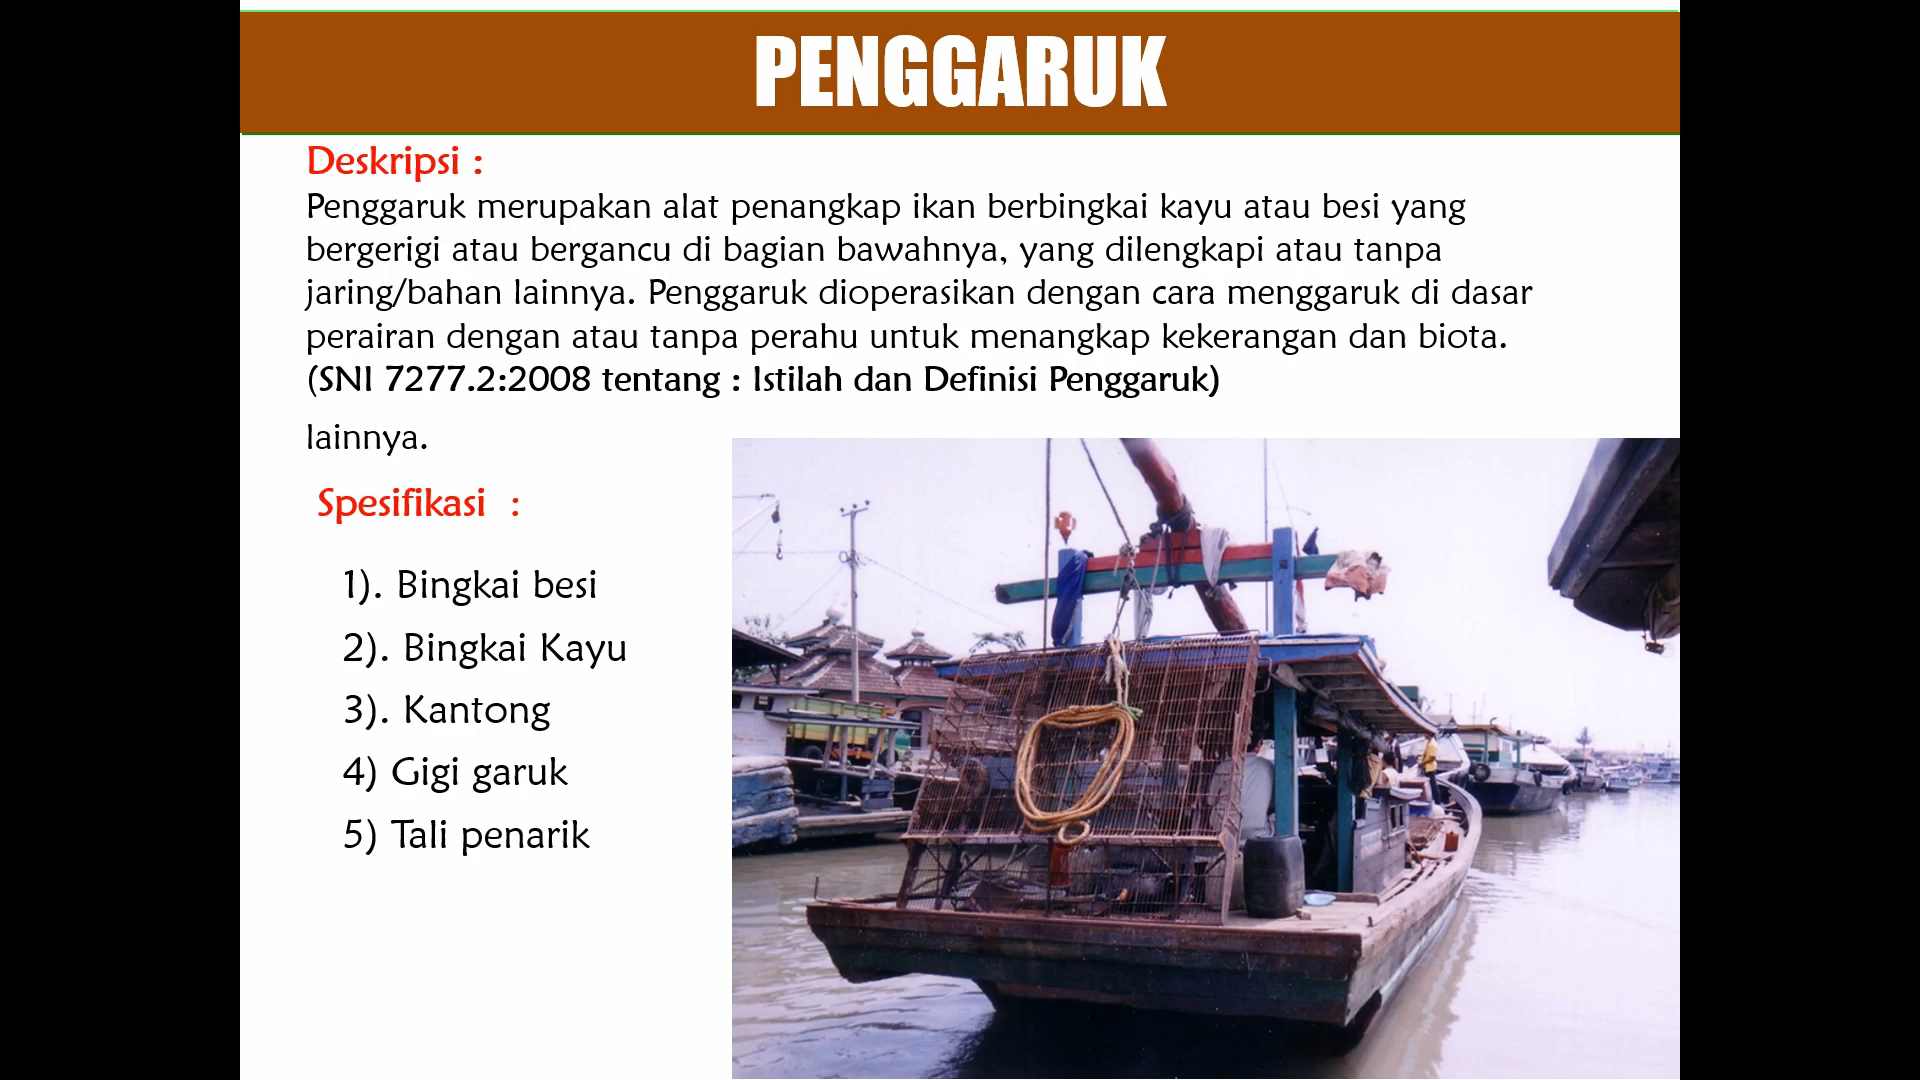 PENGGARUK
Deskripsi :
Penggaruk merupakan alat penangkap ikan berbingkai kayu atau besi yang
bergerigi atau bergancu di bagian bawahnya, yang dilengkapi atau tanpa
jaring/bahan lainnya. Penggaruk dioperasikan dengan cara menggaruk di dasar
perairan dengan atau tanpa perahu untuk menangkap kekerangan dan biota.
(SNI 7277.2:2008 tentang : Istilah dan Definisi Penggaruk)
lainnya.
Spesifikasi :
1). Bingkai besi
2). Bingkai Kayu
3). Kantong
4) Gigi garuk
5) Tali penarik